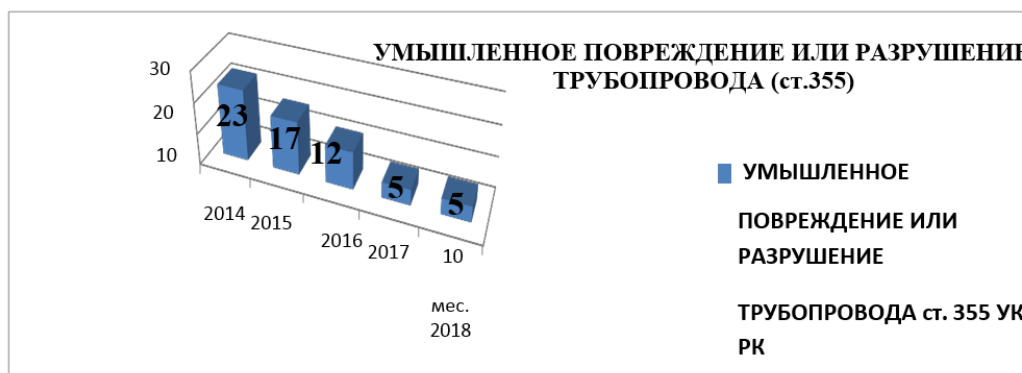 УМЫШЛЕННОЕ ПОВРЕЖДЕНИЕ ИЛИ РАЗРУШЕНИЕ
ТРУБОПРОВОДА (ст.355)
30
20
10
23
17
12
5
5
2014
2015
2016
2017
10
мес.
2018
УМЫШЛЕННОЕ
ПОВРЕЖДЕНИЕ ИЛИ
РАЗРУШЕНИЕ
ТРУБОПРОВОДА ст. 355 УК
РК